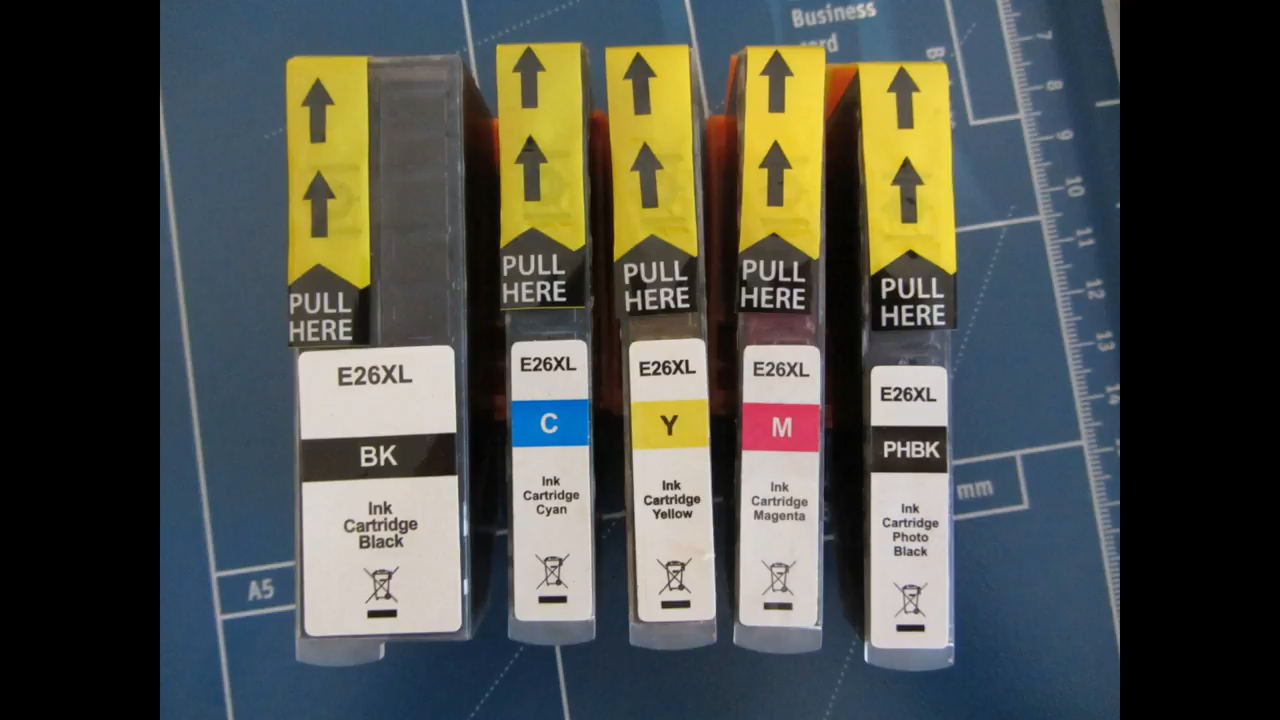 Business
PULL
HERE
E26XL
BK
Ink
Cartridge
Black
PULL
HERE
E26XL
C
Ink
Cartridge
Cyan
PULL
HERE
E26XL
Y
Ink
Cartridge
Yellow
PULL
HERE
E26XL
M
Ink
Cartridge
Magenta
PULL
HERE
E26XL
PHBK
Ink
Cartridge
Photo
Black
A5
mm
7
8
9
10
11
12
13
14